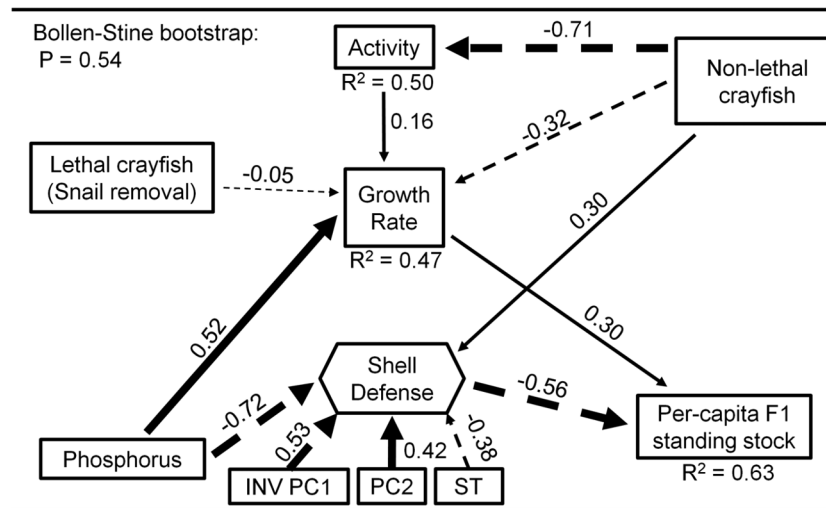 Bollen-Stine bootstrap:
P = 0.54
Activity
R² = 0.50
-0.71
Non-lethal
crayfish
0.16
-0.32
Lethal crayfish
(Snail removal)
-0.05
Growth
Rate
R² = 0.47
0.30
0.52
0.30
Shell
Defense
-0.56
-0.72
0.53
0.42
-0.38
Per-capita F1
standing stock
R² = 0.63
Phosphorus
INV PC1
PC2
ST